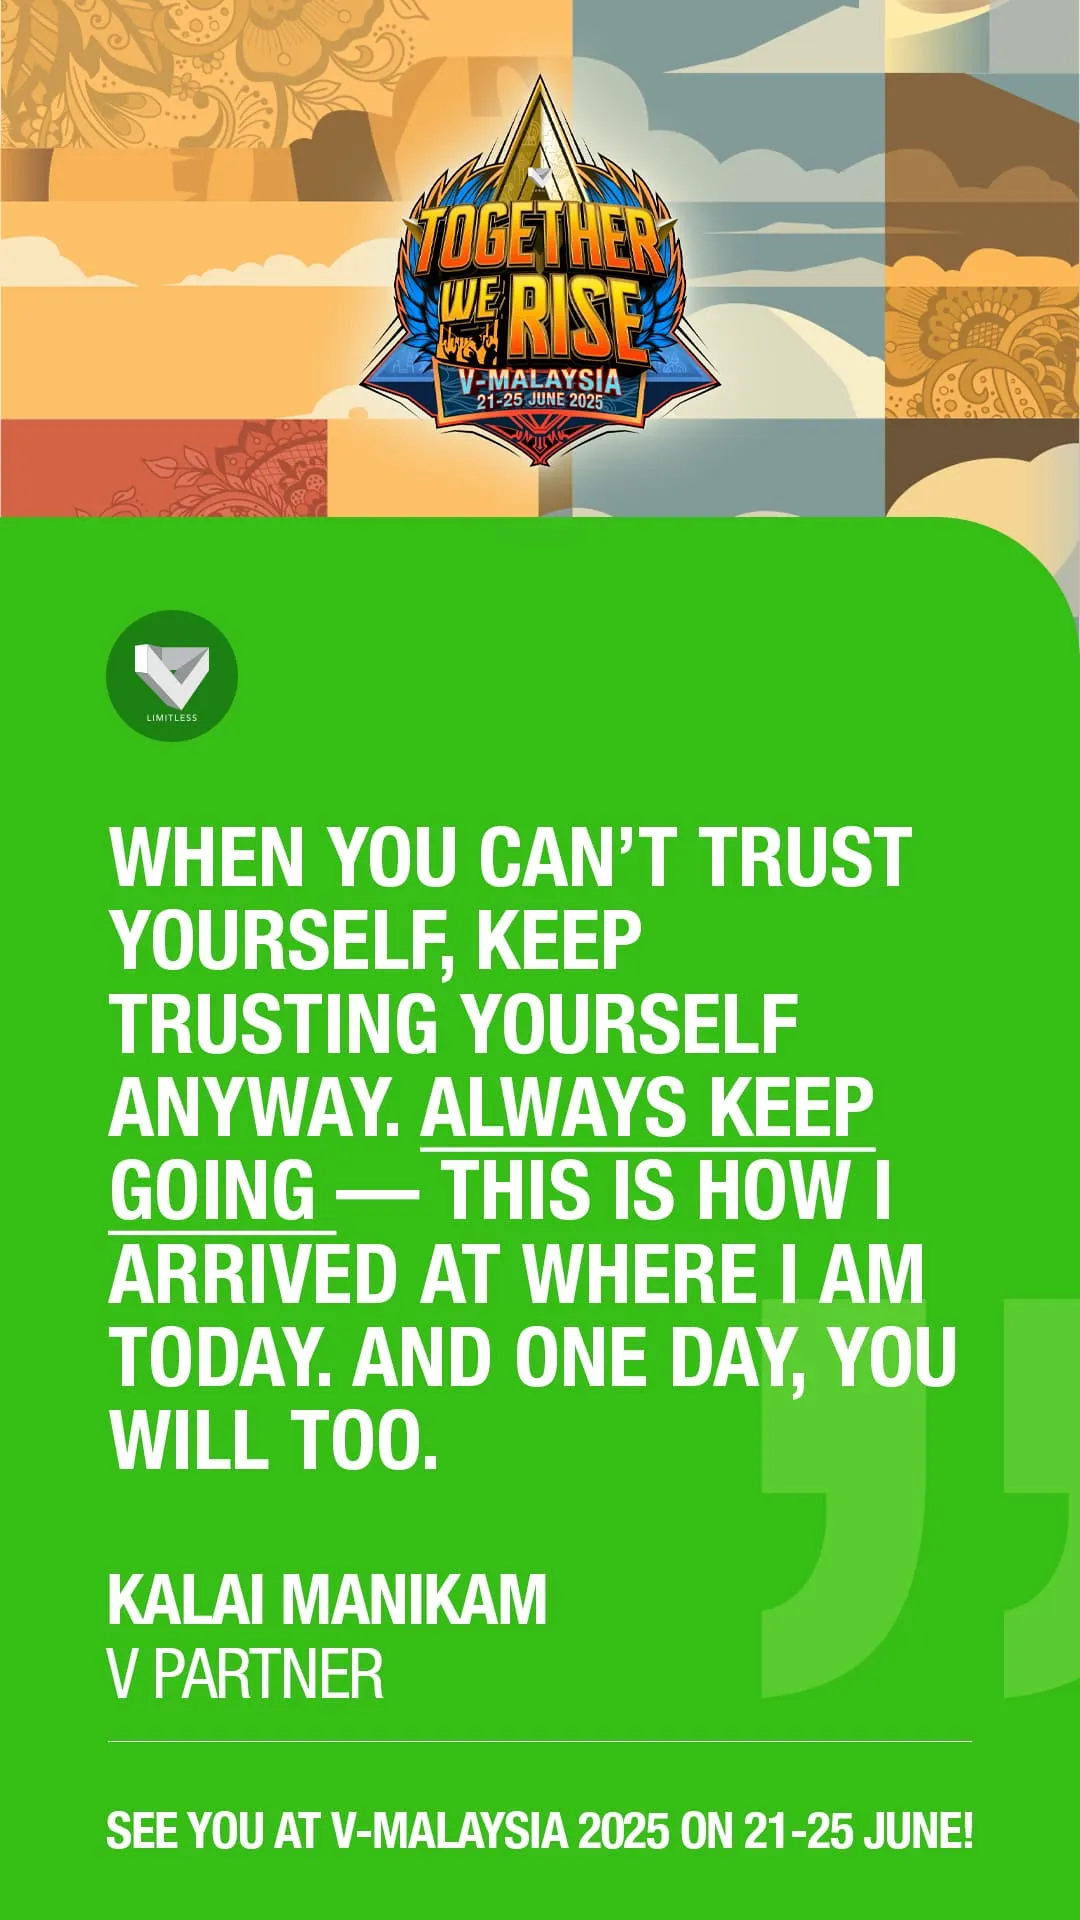 TOGETHER
WE RISE
V-MALAYSIA
21-25 JUNE 2025
LIMITLESS
WHEN YOU CAN’T TRUST
YOURSELF, KEEP
TRUSTING YOURSELF
ANYWAY. ALWAYS KEEP
GOING — THIS IS HOW I
ARRIVED AT WHERE I AM
TODAY. AND ONE DAY, YOU
WILL TOO.
KALAI MANIKAM
V PARTNER
SEE YOU AT V-MALAYSIA 2025 ON 21-25 JUNE!